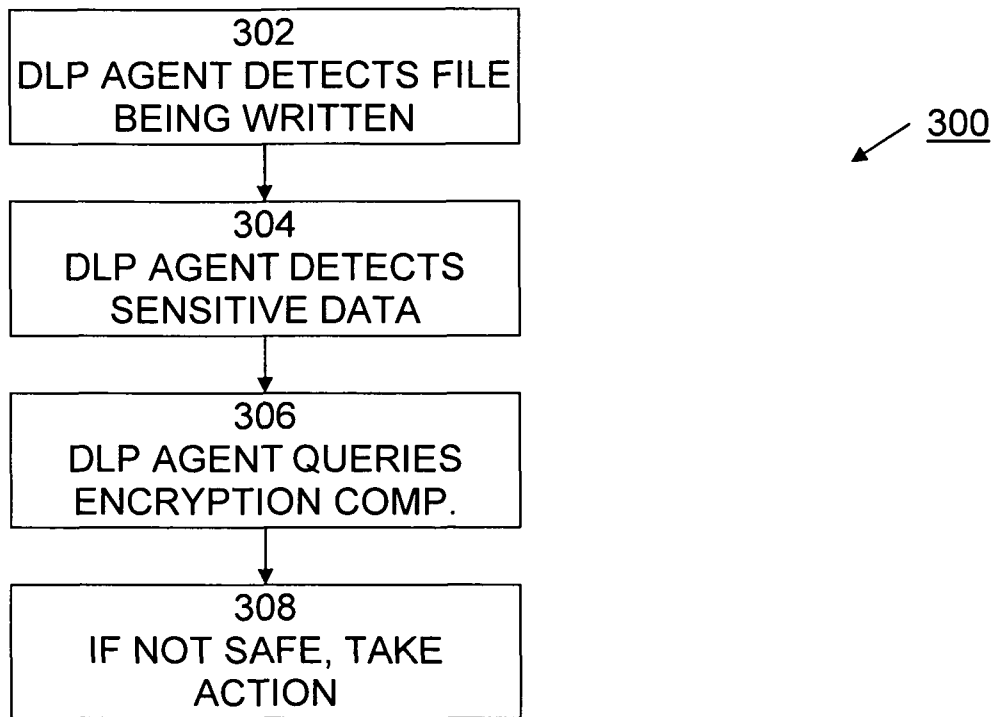 302
DLP AGENT DETECTS FILE
BEING WRITTEN
300
304
DLP AGENT DETECTS
SENSITIVE DATA
306
DLP AGENT QUERIES
ENCRYPTION COMP.
308
IF NOT SAFE, TAKE
ACTION